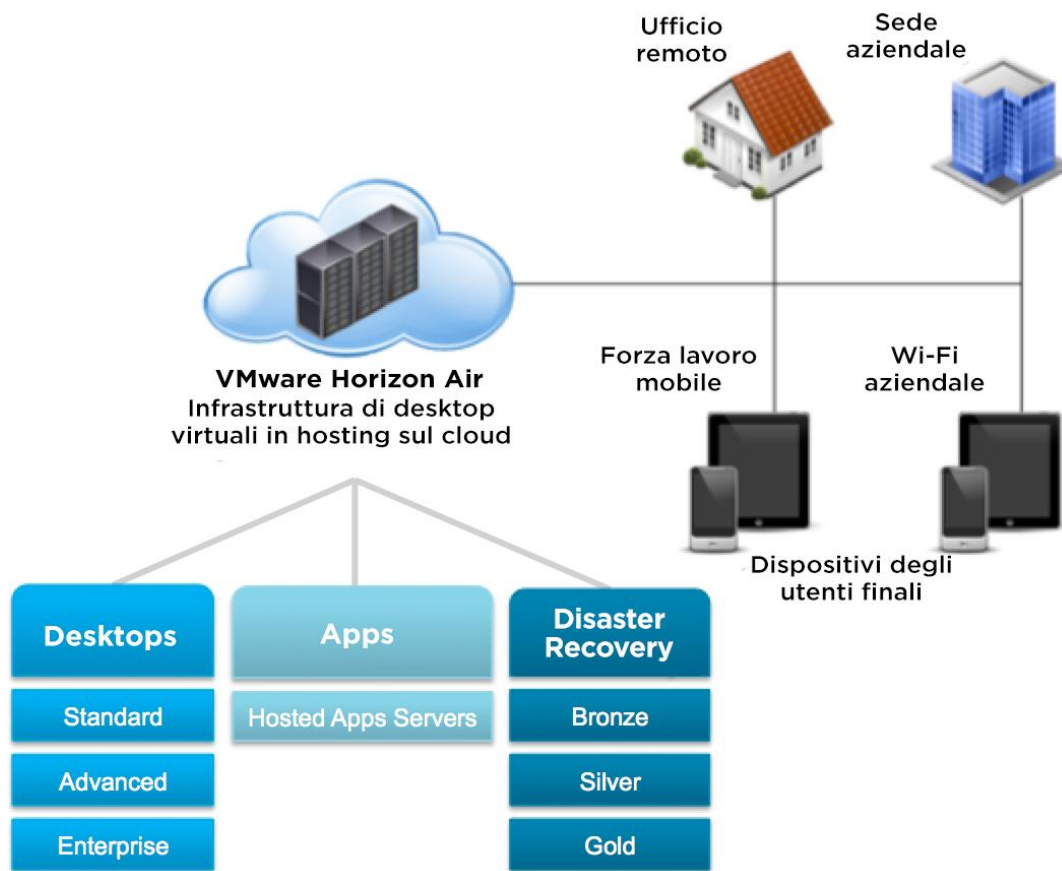 Ufficio
remoto
Sede
aziendale
VMware Horizon Air
Infrastruttura di desktop
virtuali in hosting sul cloud
Forza lavoro
mobile
Wi-Fi
aziendale
Dispositivi degli
utenti finali
Desktops
Standard
Advanced
Enterprise
Apps
Hosted Apps Servers
Disaster
Recovery
Bronze
Silver
Gold